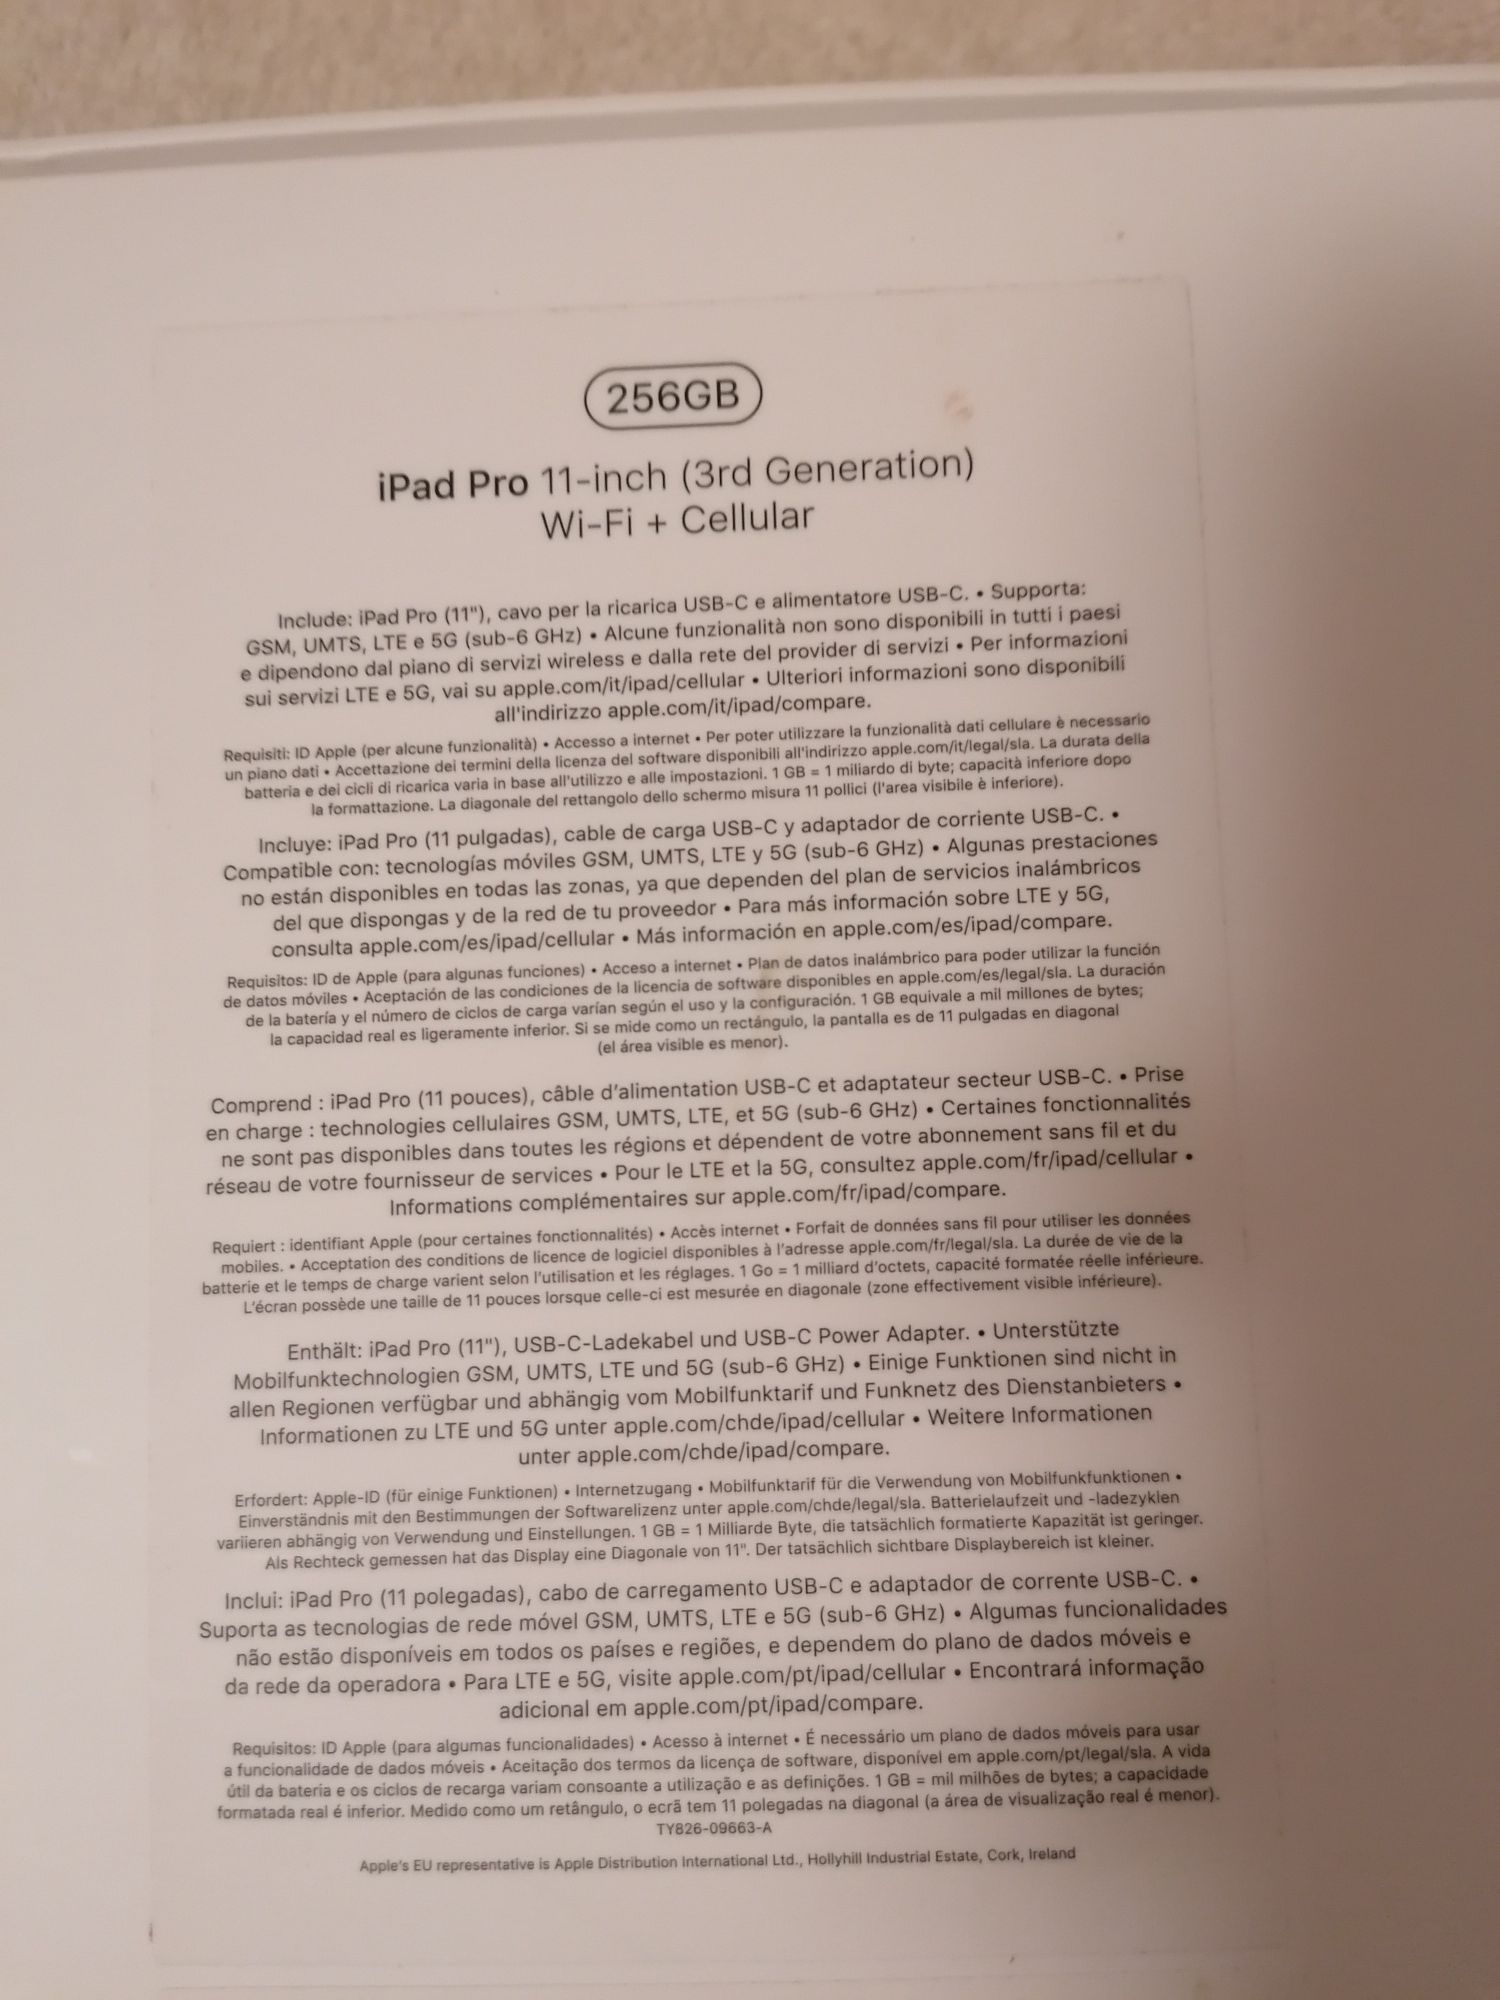 256GB
iPad Pro 11-inch (3rd Generation)
Wi-Fi + Cellular
Include: iPad Pro (11"), cavo per la ricarica USB-C e alimentatore USB-C. • Supporta:
GSM, UMTS, LTE e 5G (sub-6 GHz) • Alcune funzionalità non sono disponibili in tutti i paesi
e dipendono dal piano di servizi wireless e dalla rete del provider di servizi • Per informazioni
sui servizi LTE e 5G, vai su apple.com/it/ipad/cellular • Ulteriori informazioni sono disponibili
all'indirizzo apple.com/it/ipad/compare.
Requisiti: ID Apple (per alcune funzionalità) • Accesso a internet • Per poter utilizzare la funzionalità dati cellulare è necessario
un piano dati • Accettazione dei termini della licenza del software disponibili all'indirizzo apple.com/it/legal/sla. La durata della
batteria e dei cicli di ricarica varia in base all'utilizzo e alle impostazioni. 1 GB = 1 miliardo di byte; capacità inferiore dopo
la formattazione. La diagonale del rettangolo dello schermo misura 11 pollici (l'area visibile è inferiore).
Incluye: iPad Pro (11 pulgadas), cable de carga USB-C y adaptador de corriente USB-C. •
Compatible con: tecnologías móviles GSM, UMTS, LTE y 5G (sub-6 GHz) • Algunas prestaciones
no están disponibles en todas las zonas, ya que dependen del plan de servicios inalámbricos
del que dispongas y de la red de tu proveedor • Para más información sobre LTE y 5G,
consulta apple.com/es/ipad/cellular • Más información en apple.com/es/ipad/compare.
Requisitos: ID de Apple (para algunas funciones) • Acceso a internet • Plan de datos inalámbrico para poder utilizar la función
de datos móviles • Aceptación de las condiciones de la licencia de software disponibles en apple.com/es/legal/sla. La duración
de la batería y el número de ciclos de carga varían según el uso y la configuración. 1 GB equivale a mil millones de bytes;
la capacidad real es ligeramente inferior. Si se mide como un rectángulo, la pantalla es de 11 pulgadas en diagonal
(el área visible es menor).
Comprend : iPad Pro (11 pouces), câble d’alimentation USB-C et adaptateur secteur USB-C. • Prise
en charge : technologies cellulaires GSM, UMTS, LTE, et 5G (sub-6 GHz) • Certaines fonctionnalités
ne sont pas disponibles dans toutes les régions et dépendent de votre abonnement sans fil et du
réseau de votre fournisseur de services • Pour le LTE et la 5G, consultez apple.com/fr/ipad/cellular •
Informations complémentaires sur apple.com/fr/ipad/compare.
Requiert : identifiant Apple (pour certaines fonctionnalités) • Accès internet • Forfait de données sans fil pour utiliser les données
mobiles. • Acceptation des conditions de licence de logiciel disponibles à l’adresse apple.com/fr/legal/sla. La durée de vie de la
batterie et le temps de charge varient selon l’utilisation et les réglages. 1 Go = 1 milliard d’octets, capacité formatée réelle inférieure.
L’écran possède une taille de 11 pouces lorsque celle-ci est mesurée en diagonale (zone effectivement visible inférieure).
Enthält: iPad Pro (11"), USB-C-Ladekabel und USB-C Power Adapter. • Unterstützte
Mobilfunktechnologien GSM, UMTS, LTE und 5G (sub-6 GHz) • Einige Funktionen sind nicht in
allen Regionen verfügbar und abhängig vom Mobilfunktarif und Funknetz des Dienstanbieters •
Informationen zu LTE und 5G unter apple.com/chde/ipad/cellular • Weitere Informationen
unter apple.com/chde/ipad/compare.
Erfordert: Apple-ID (für einige Funktionen) • Internetzugang • Mobilfunktarif für die Verwendung von Mobilfunkfunktionen •
Einverständnis mit den Bestimmungen der Softwarelizenz unter apple.com/chde/legal/sla. Batterielaufzeit und -ladezyklen
variieren abhängig von Verwendung und Einstellungen. 1 GB = 1 Milliarde Byte, die tatsächlich formatierte Kapazität ist geringer.
Als Rechteck gemessen hat das Display eine Diagonale von 11". Der tatsächlich sichtbare Displaybereich ist kleiner.
Inclui: iPad Pro (11 polegadas), cabo de carregamento USB-C e adaptador de corrente USB-C. •
Suporta as tecnologias de rede móvel GSM, UMTS, LTE e 5G (sub-6 GHz) • Algumas funcionalidades
não estão disponíveis em todos os países e regiões, e dependem do plano de dados móveis e
da rede da operadora • Para LTE e 5G, visite apple.com/pt/ipad/cellular • Encontrará informação
adicional em apple.com/pt/ipad/compare.
Requisitos: ID Apple (para algumas funcionalidades) • Acesso à internet • É necessário um plano de dados móveis para usar
a funcionalidade de dados móveis • Aceitação dos termos da licença de software, disponível em apple.com/pt/legal/sla. A vida
útil da bateria e os ciclos de recarga variam consoante a utilização e as definições. 1 GB = mil milhões de bytes; a capacidade
formatada real é inferior. Medido como um retângulo, o ecrã tem 11 polegadas na diagonal (a área de visualização real é menor).
TY826-09663-A
Apple's EU representative is Apple Distribution International Ltd., Hollyhill Industrial Estate, Cork, Ireland